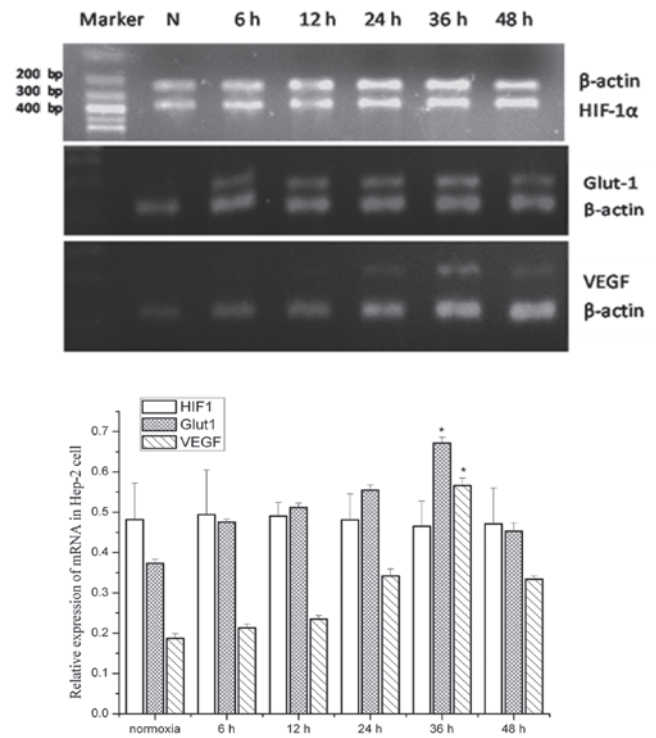 Marker N 6 h 12 h 24 h 36 h 48 h
200 bp
300 bp
400 bp
β-actin
HIF-1α
Glut-1
β-actin
VEGF
β-actin
HIF1
Glut1
VEGF
Relative expression of mRNA in Hep-2 cell
0.7
0.6
0.5
0.4
0.3
0.2
0.1
0.0
* *
normoxia 6 h 12 h 24 h 36 h 48 h